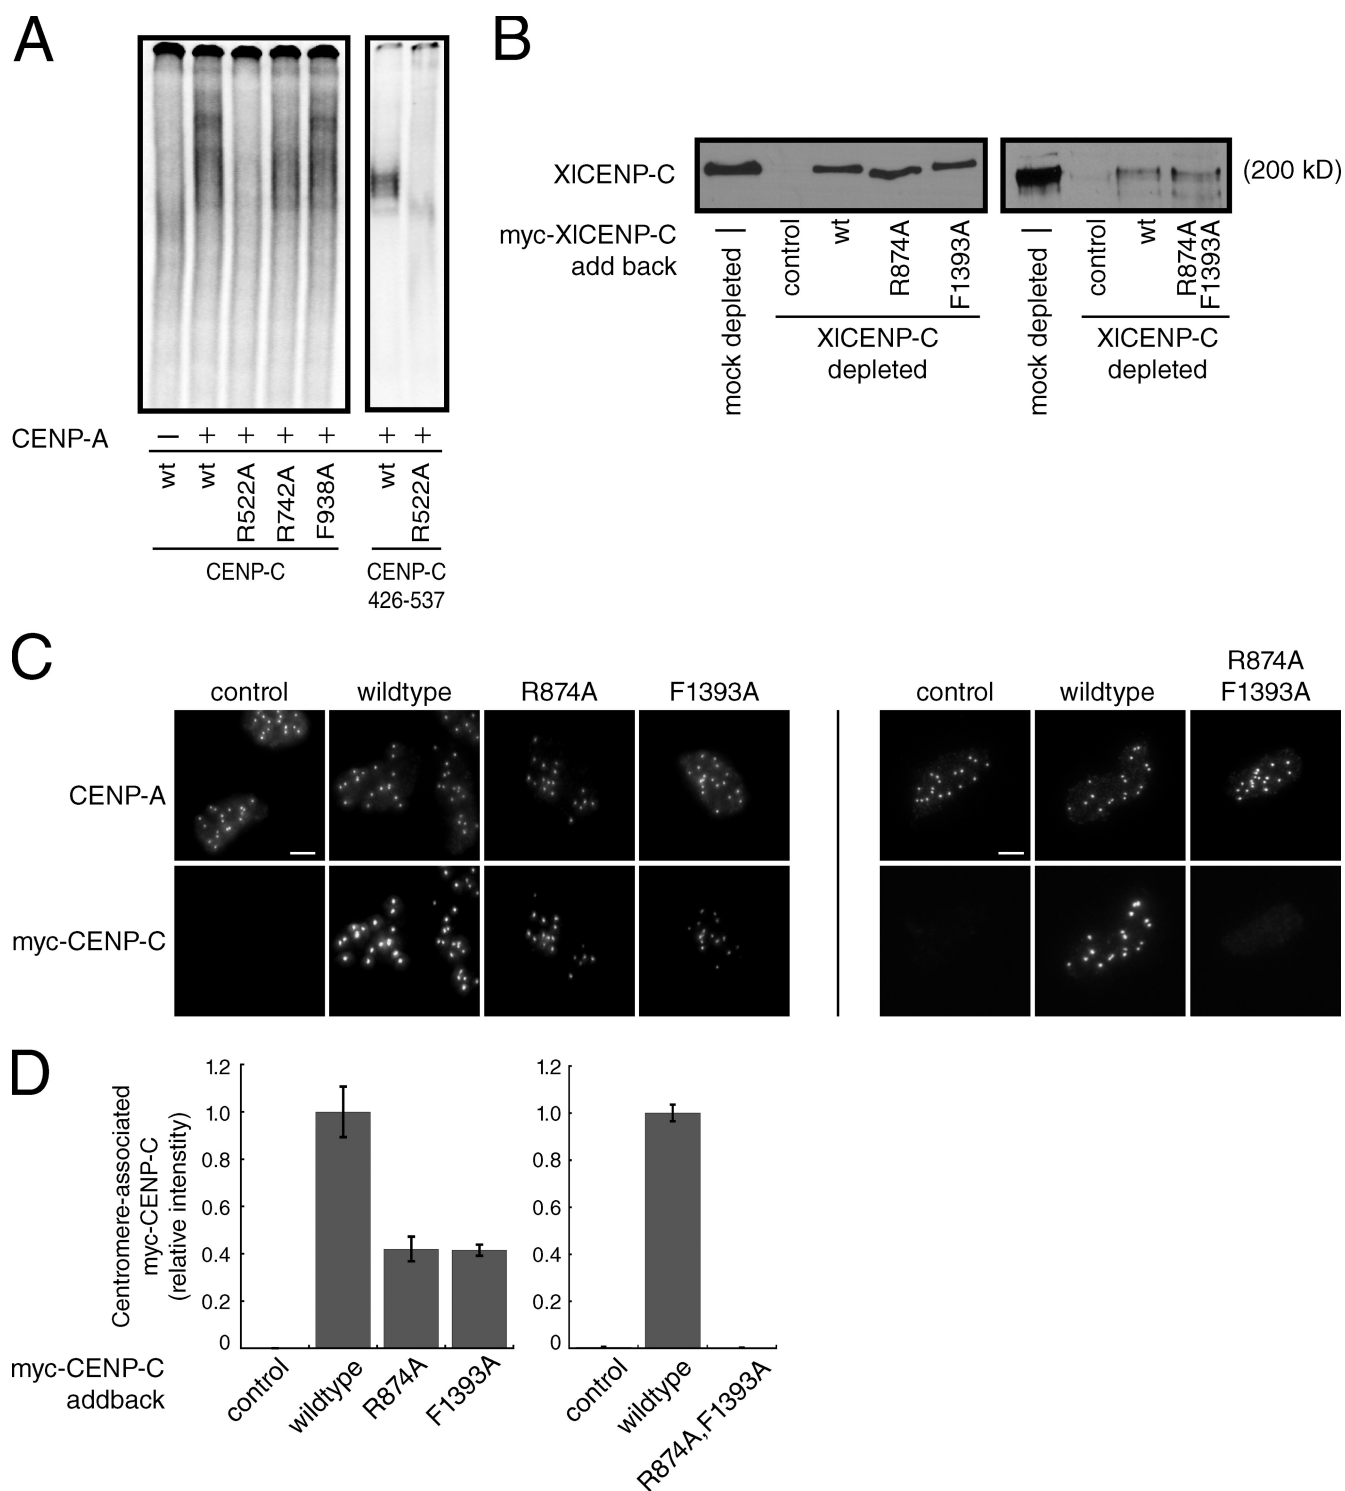 A
CENP-A
— + + + +
+ +
wt
wt
R522A
R742A
F938A
wt
R522A
CENP-C
CENP-C
426-537
B
XlCENP-C
(200 kD)
myc-XlCENP-C
add back
mock depleted —
control
wt
R874A
F1393A
XlCENP-C
depleted
mock depleted —
control
wt
R874A
F1393A
XlCENP-C
depleted
C
control wildtype R874A F1393A
control wildtype R874A
F1393A
CENP-A
myc-CENP-C
D
Centromere-associated
myc-CENP-C
(relative intenstity)
1.2
1.0
0.8
0.6
0.4
0.2
0
1.2
1.0
0.8
0.6
0.4
0.2
0
myc-CENP-C
addback
control
wildtype
R874A
F1393A
control
wildtype
R874A,F1393A